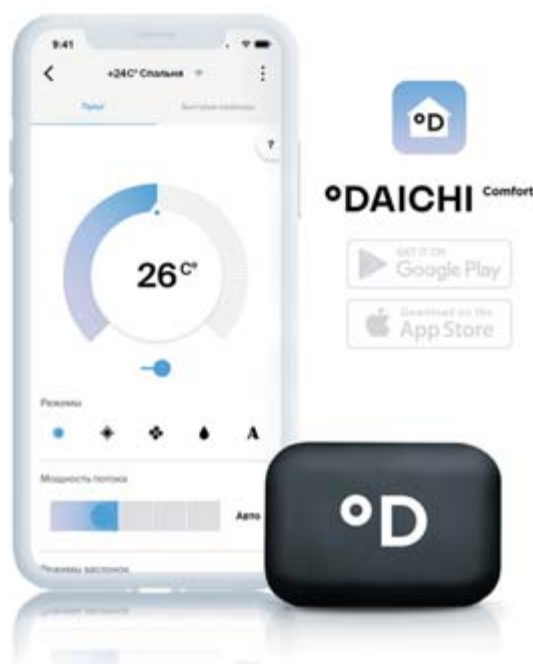 9:41
+24C° Спальня
Пульт
Быстрые команды
?
26 C°
Режимы
A
Мощность потока
Авто
Режимы заслонок
°D
°DAICHI Comfort
GET IT ON
Google Play
Download on the
App Store
°D